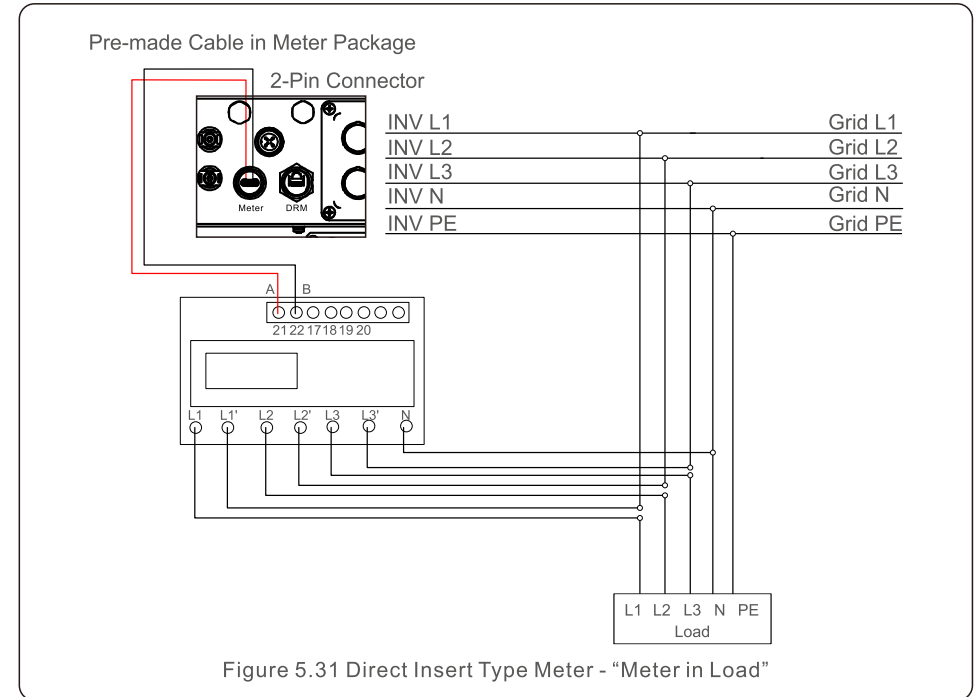 Pre-made Cable in Meter Package
2-Pin Connector
INV L1 Grid L1
INV L2 Grid L2
INV L3 Grid L3
INV N Grid N
INV PE Grid PE
Meter DRM
A B
21 22 17 18 19 20
L1 L1' L2 L2' L3 L3' N
L1 L2 L3 N PE
Load
Figure 5.31 Direct Insert Type Meter - “Meter in Load”